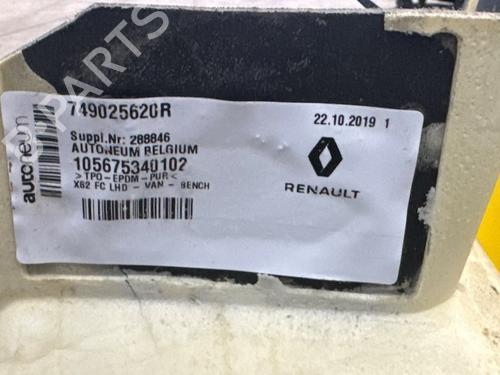 749025620R
22.10.2019 1
Suppl.Nr: 288846
AUTONEUM BELGIUM
105675340102
>TPO-EPDM-PUR<
X62 FC LHD - VAN - BENCH
autoneum
RENAULT
B-PARTS